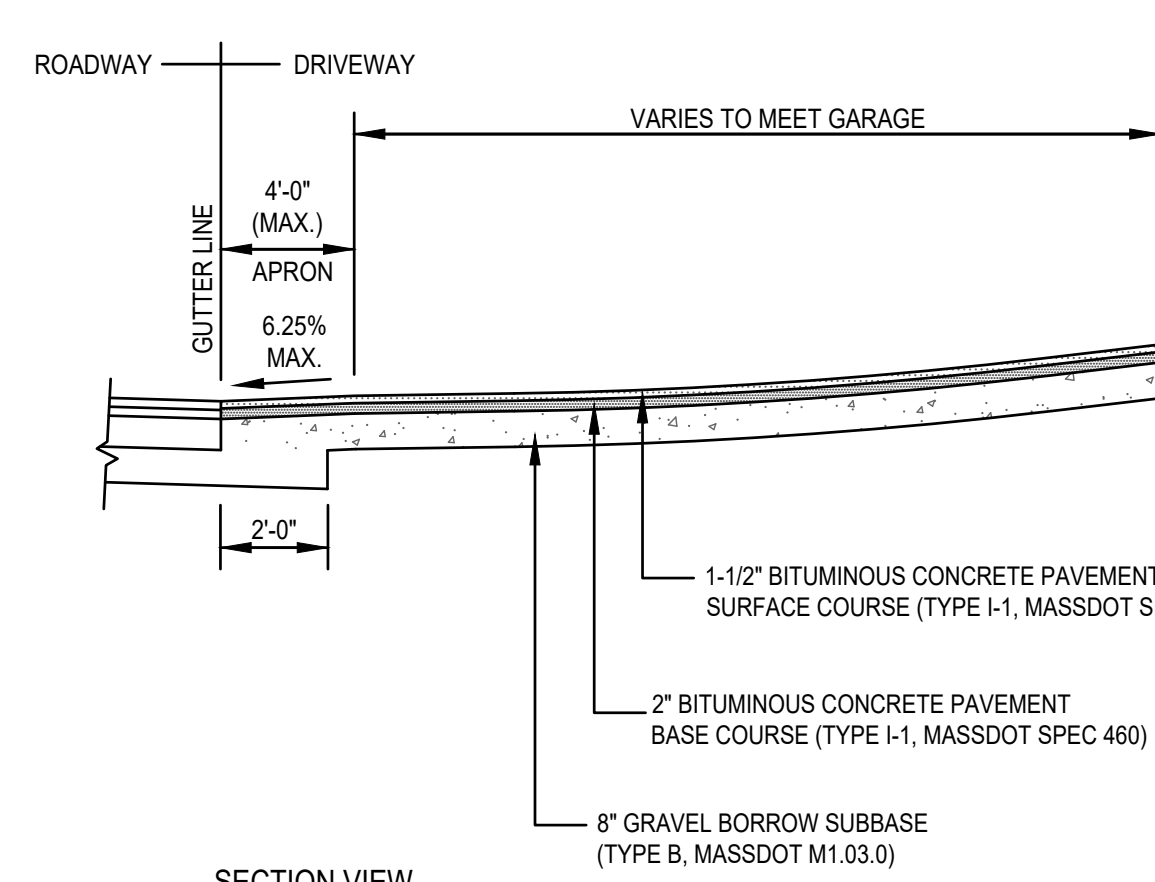 ROADWAY
DRIVEWAY
VARIES TO MEET GARAGE
4'-0"
(MAX.)
APRON
GUTTER LINE
6.25%
MAX.
2'-0"
1-1/2" BITUMINOUS CONCRETE PAVEMENT
SURFACE COURSE (TYPE I-1, MASSDOT S
2" BITUMINOUS CONCRETE PAVEMENT
BASE COURSE (TYPE I-1, MASSDOT SPEC 460)
8" GRAVEL BORROW SUBBASE
(TYPE B, MASSDOT M1.03.0)
SECTION VIEW